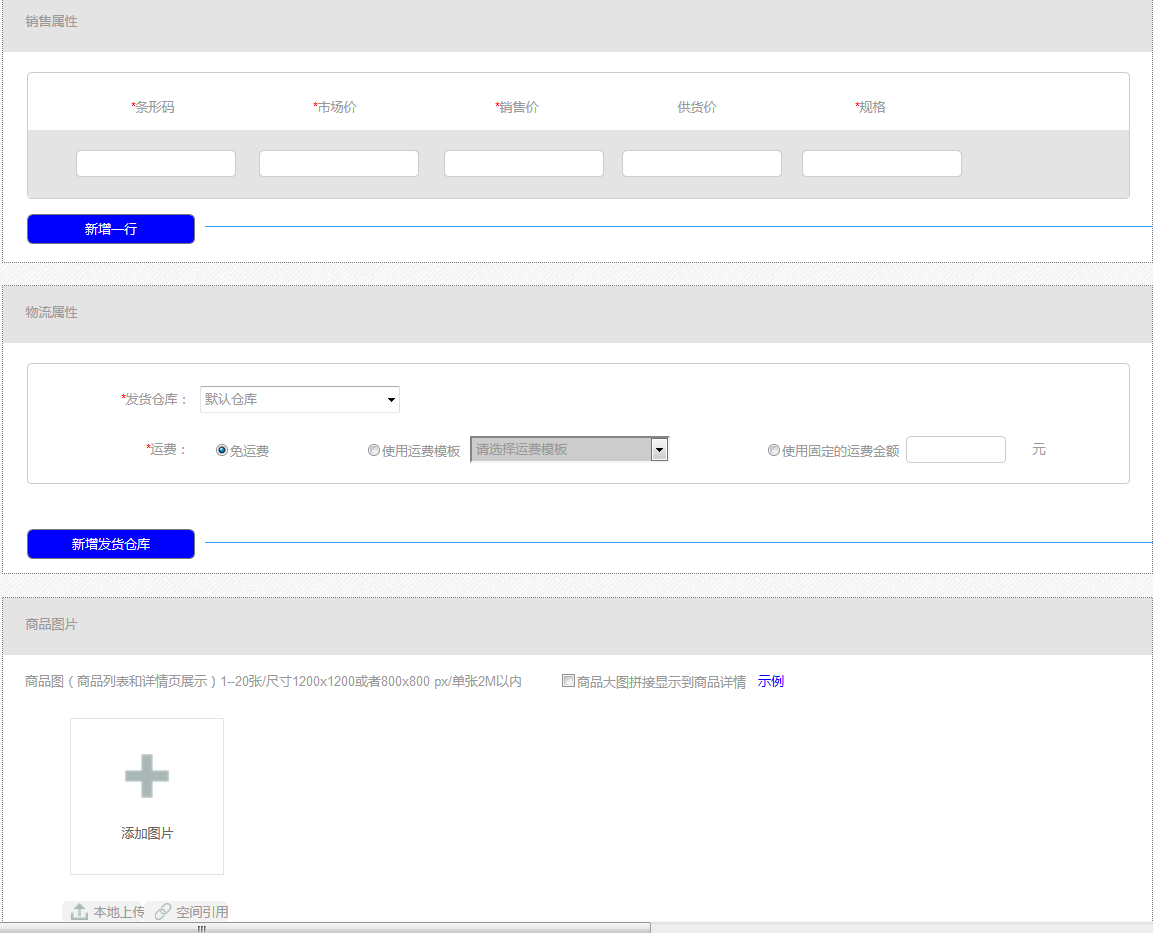 销售属性
*条形码 *市场价 *销售价 供货价 *规格
新增一行
物流属性
*发货仓库： 默认仓库
*运费： 免运费 使用运费模板 请选择运费模板 使用固定的运费金额 元
新增发货仓库
商品图片
商品图（商品列表和详情页展示）1--20张/尺寸1200x1200或者800x800 px/单张2M以内 商品大图拼接显示到商品详情 示例
添加图片
本地上传 空间引用